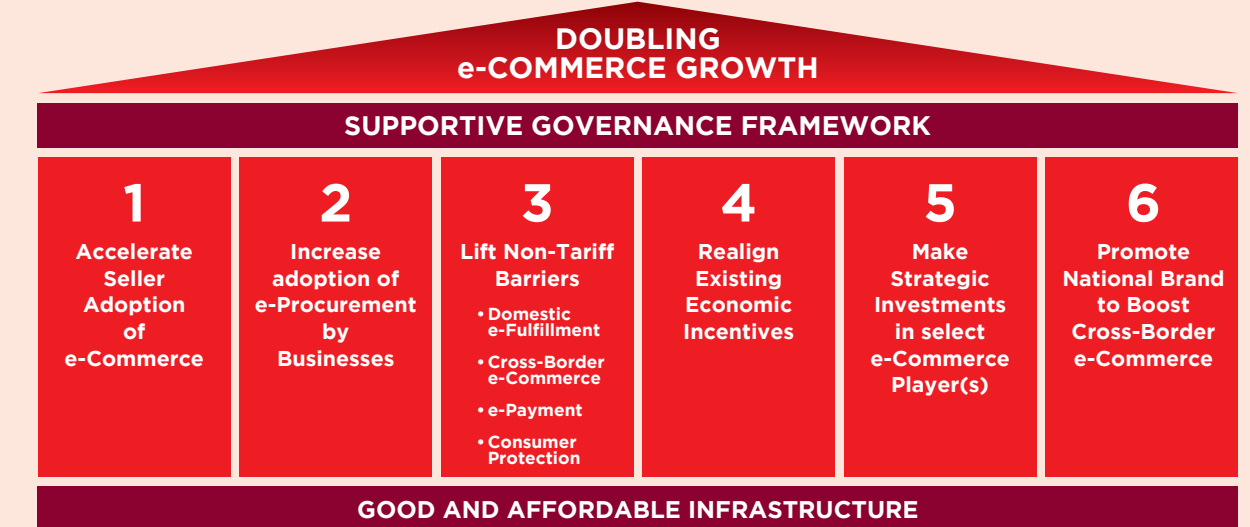 DOUBLING
e-COMMERCE GROWTH
SUPPORTIVE GOVERNANCE FRAMEWORK
1
Accelerate
Seller
Adoption
of
e-Commerce
2
Increase
adoption of
e-Procurement
by
Businesses
3
Lift Non-Tariff
Barriers
• Domestic
e-Fulfillment
• Cross-Border
e-Commerce
• e-Payment
• Consumer
Protection
4
Realign
Existing
Economic
Incentives
5
Make
Strategic
Investments
in select
e-Commerce
Player(s)
6
Promote
National Brand
to Boost
Cross-Border
e-Commerce
GOOD AND AFFORDABLE INFRASTRUCTURE